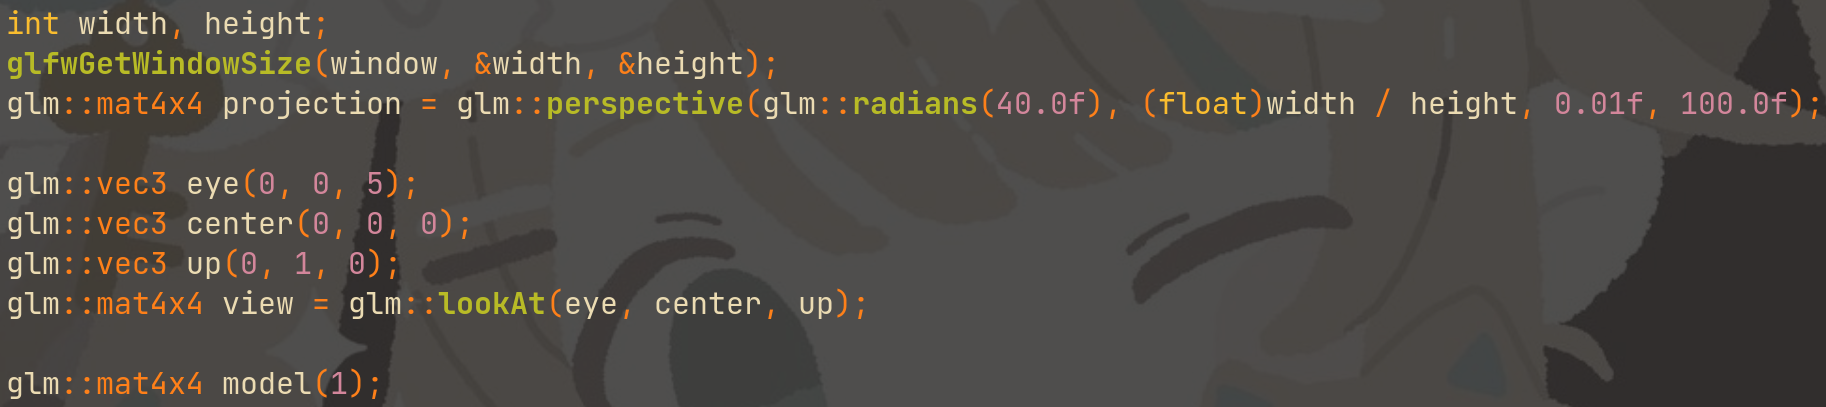 int width, height;
glfwGetWindowSize(window, &width, &height);
glm::mat4x4 projection = glm::perspective(glm::radians(40.0f), (float)width / height, 0.01f, 100.0f);
glm::vec3 eye(0, 0, 5);
glm::vec3 center(0, 0, 0);
glm::vec3 up(0, 1, 0);
glm::mat4x4 view = glm::lookAt(eye, center, up);
glm::mat4x4 model(1);